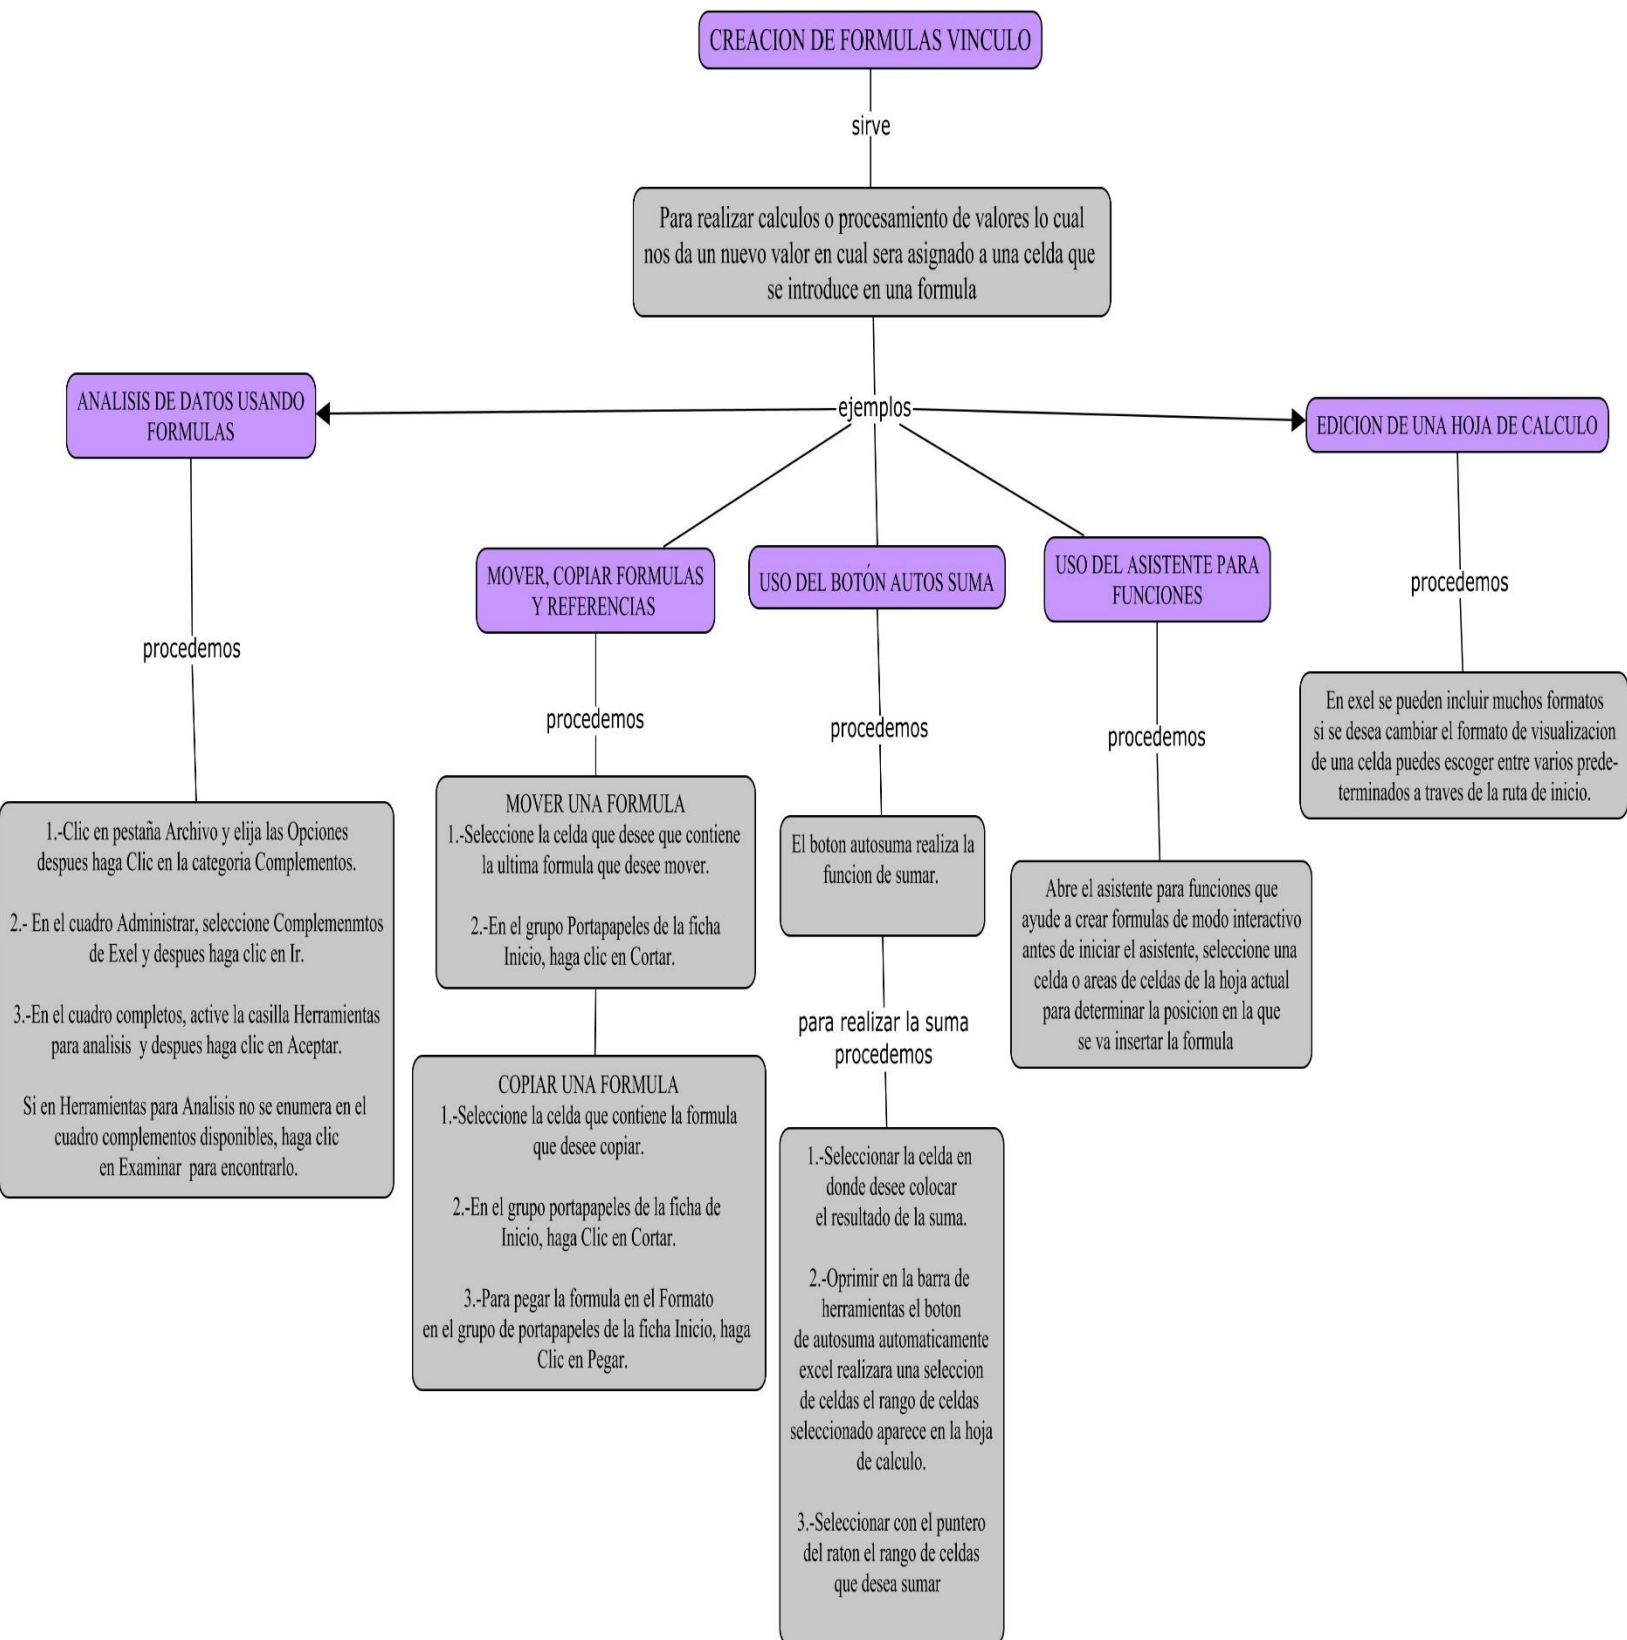 CREACION DE FORMULAS VINCULO
sirve
Para realizar calculos o procesamiento de valores lo cual
nos da un nuevo valor en cual sera asignado a una celda que
se introduce en una formula
ejemplos
ANALISIS DE DATOS USANDO
FORMULAS
procedemos
1.-Clic en pestaña Archivo y elija las Opciones
despues haga Clic en la categoria Complementos.
2.- En el cuadro Administrar, seleccione Complemenmtos
de Exel y despues haga clic en Ir.
3.-En el cuadro completos, active la casilla Herramientas
para analisis y despues haga clic en Aceptar.
Si en Herramientas para Analisis no se enumera en el
cuadro complementos disponibles, haga clic
en Examinar para encontrarlo.
MOVER, COPIAR FORMULAS
Y REFERENCIAS
procedemos
MOVER UNA FORMULA
1.-Seleccione la celda que desee que contiene
la ultima formula que desee mover.
2.-En el grupo Portapapeles de la ficha
Inicio, haga clic en Cortar.
COPIAR UNA FORMULA
1.-Seleccione la celda que contiene la formula
que desee copiar.
2.-En el grupo portapapeles de la ficha de
Inicio, haga Clic en Cortar.
3.-Para pegar la formula en el Formato
en el grupo de portapapeles de la ficha Inicio, haga
Clic en Pegar.
USO DEL BOTÓN AUTOS SUMA
procedemos
El boton autosuma realiza la
funcion de sumar.
para realizar la suma
procedemos
1.-Seleccionar la celda en
donde desee colocar
el resultado de la suma.
2.-Oprimir en la barra de
herramientas el boton
de autosuma automaticamente
excel realizara una seleccion
de celdas el rango de celdas
seleccionado aparece en la hoja
de calculo.
3.-Seleccionar con el puntero
del raton el rango de celdas
que desea sumar
USO DEL ASISTENTE PARA
FUNCIONES
procedemos
Abre el asistente para funciones que
ayude a crear formulas de modo interactivo
antes de iniciar el asistente, seleccione una
celda o areas de celdas de la hoja actual
para determinar la posicion en la que
se va insertar la formula
EDICION DE UNA HOJA DE CALCULO
procedemos
En exel se pueden incluir muchos formatos
si se desea cambiar el formato de visualizacion
de una celda puedes escoger entre varios prede-
terminados a traves de la ruta de inicio.